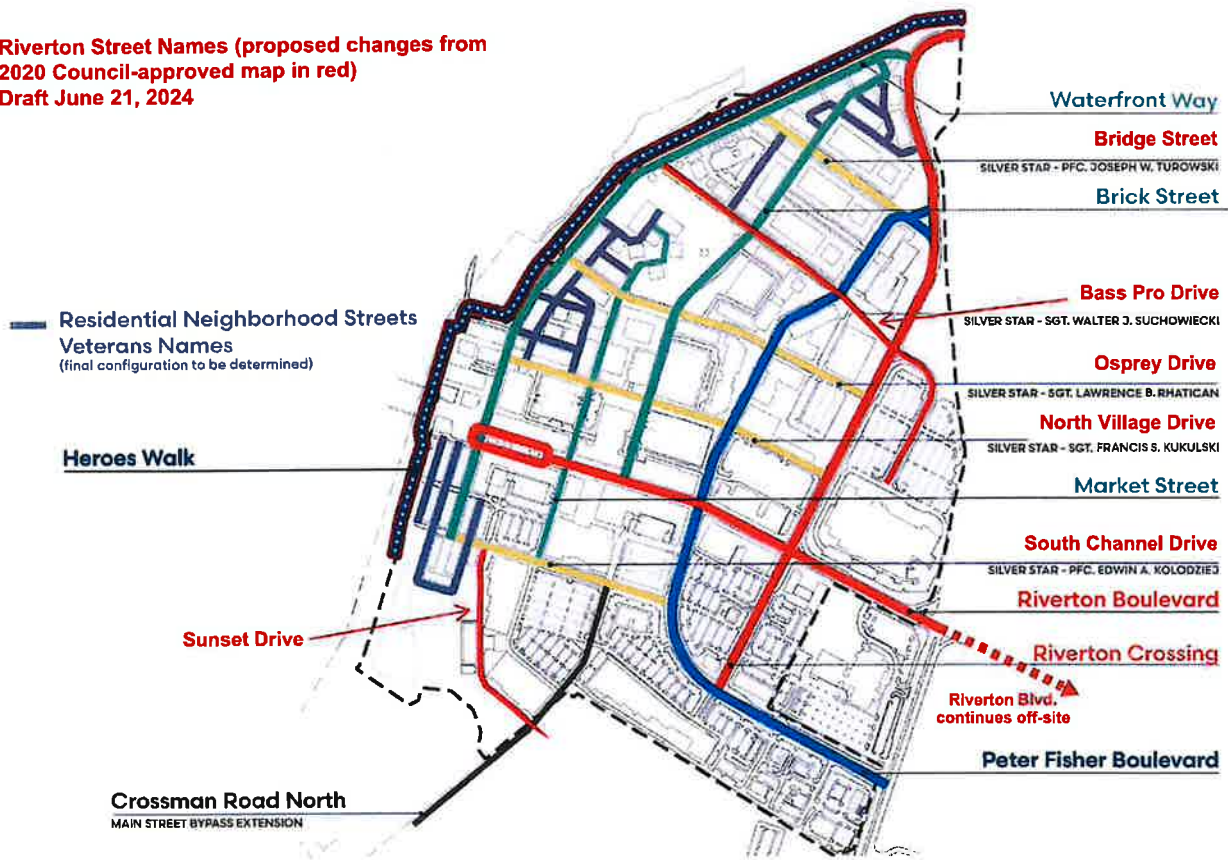 Riverton Street Names (proposed changes from
2020 Council-approved map in red)
Draft June 21, 2024
Waterfront Way
Bridge Street
SILVER STAR - PFC. JOSEPH W. TUROWSKI
Brick Street
Bass Pro Drive
SILVER STAR - SGT. WALTER J. SUCHOWIECKI
Residential Neighborhood Streets
Veterans Names
(final configuration to be determined)
Osprey Drive
SILVER STAR - SGT. LAWRENCE B. RHATICAN
North Village Drive
SILVER STAR - SGT. FRANCIS S. KUKULSKI
Heroes Walk
Market Street
South Channel Drive
SILVER STAR - PFC. EDWIN A. KOLODZIEJ
Riverton Boulevard
Sunset Drive
Riverton Crossing
Riverton Blvd.
continues off-site
Peter Fisher Boulevard
Crossman Road North
MAIN STREET BYPASS EXTENSION